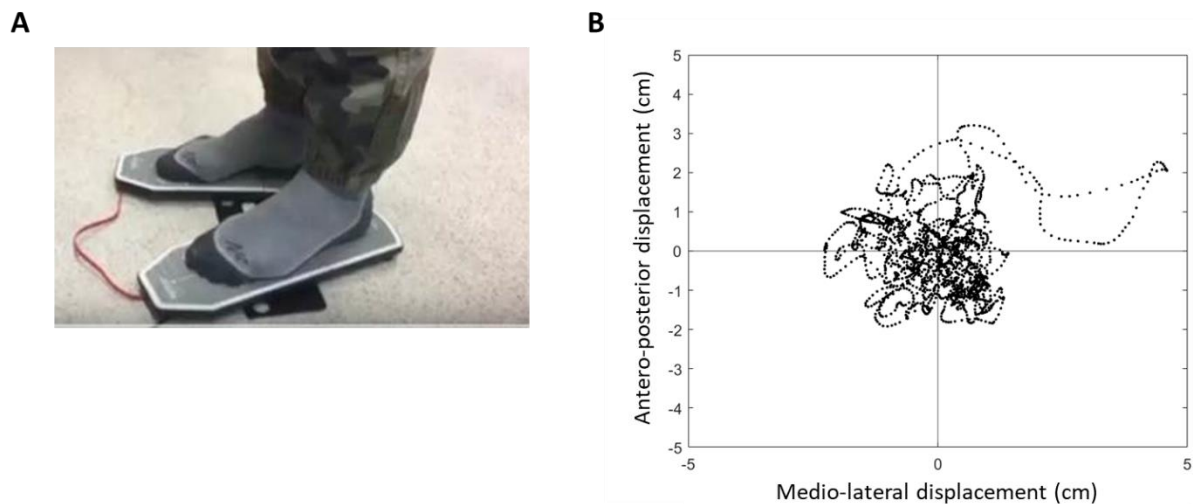 A
B
Antero-posterior displacement (cm)
5
4
3
2
1
0
-1
-2
-3
-4
-5
-5 0 5
Medio-lateral displacement (cm)